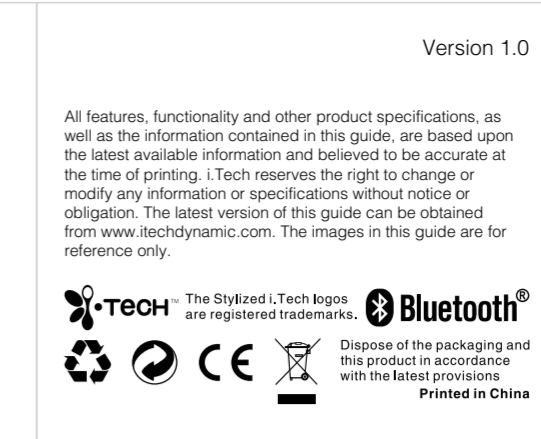 Version 1.0
All features, functionality and other product specifications, as
well as the information contained in this guide, are based upon
the latest available information and believed to be accurate at
the time of printing. i.Tech reserves the right to change or
modify any information or specifications without notice or
obligation. The latest version of this guide can be obtained
from www.itechdynamic.com. The images in this guide are for
reference only.
i·TECH™ The Stylized i.Tech logos
are registered trademarks. Bluetooth®
CE Dispose of the packaging and
this product in accordance
with the latest provisions
Printed in China